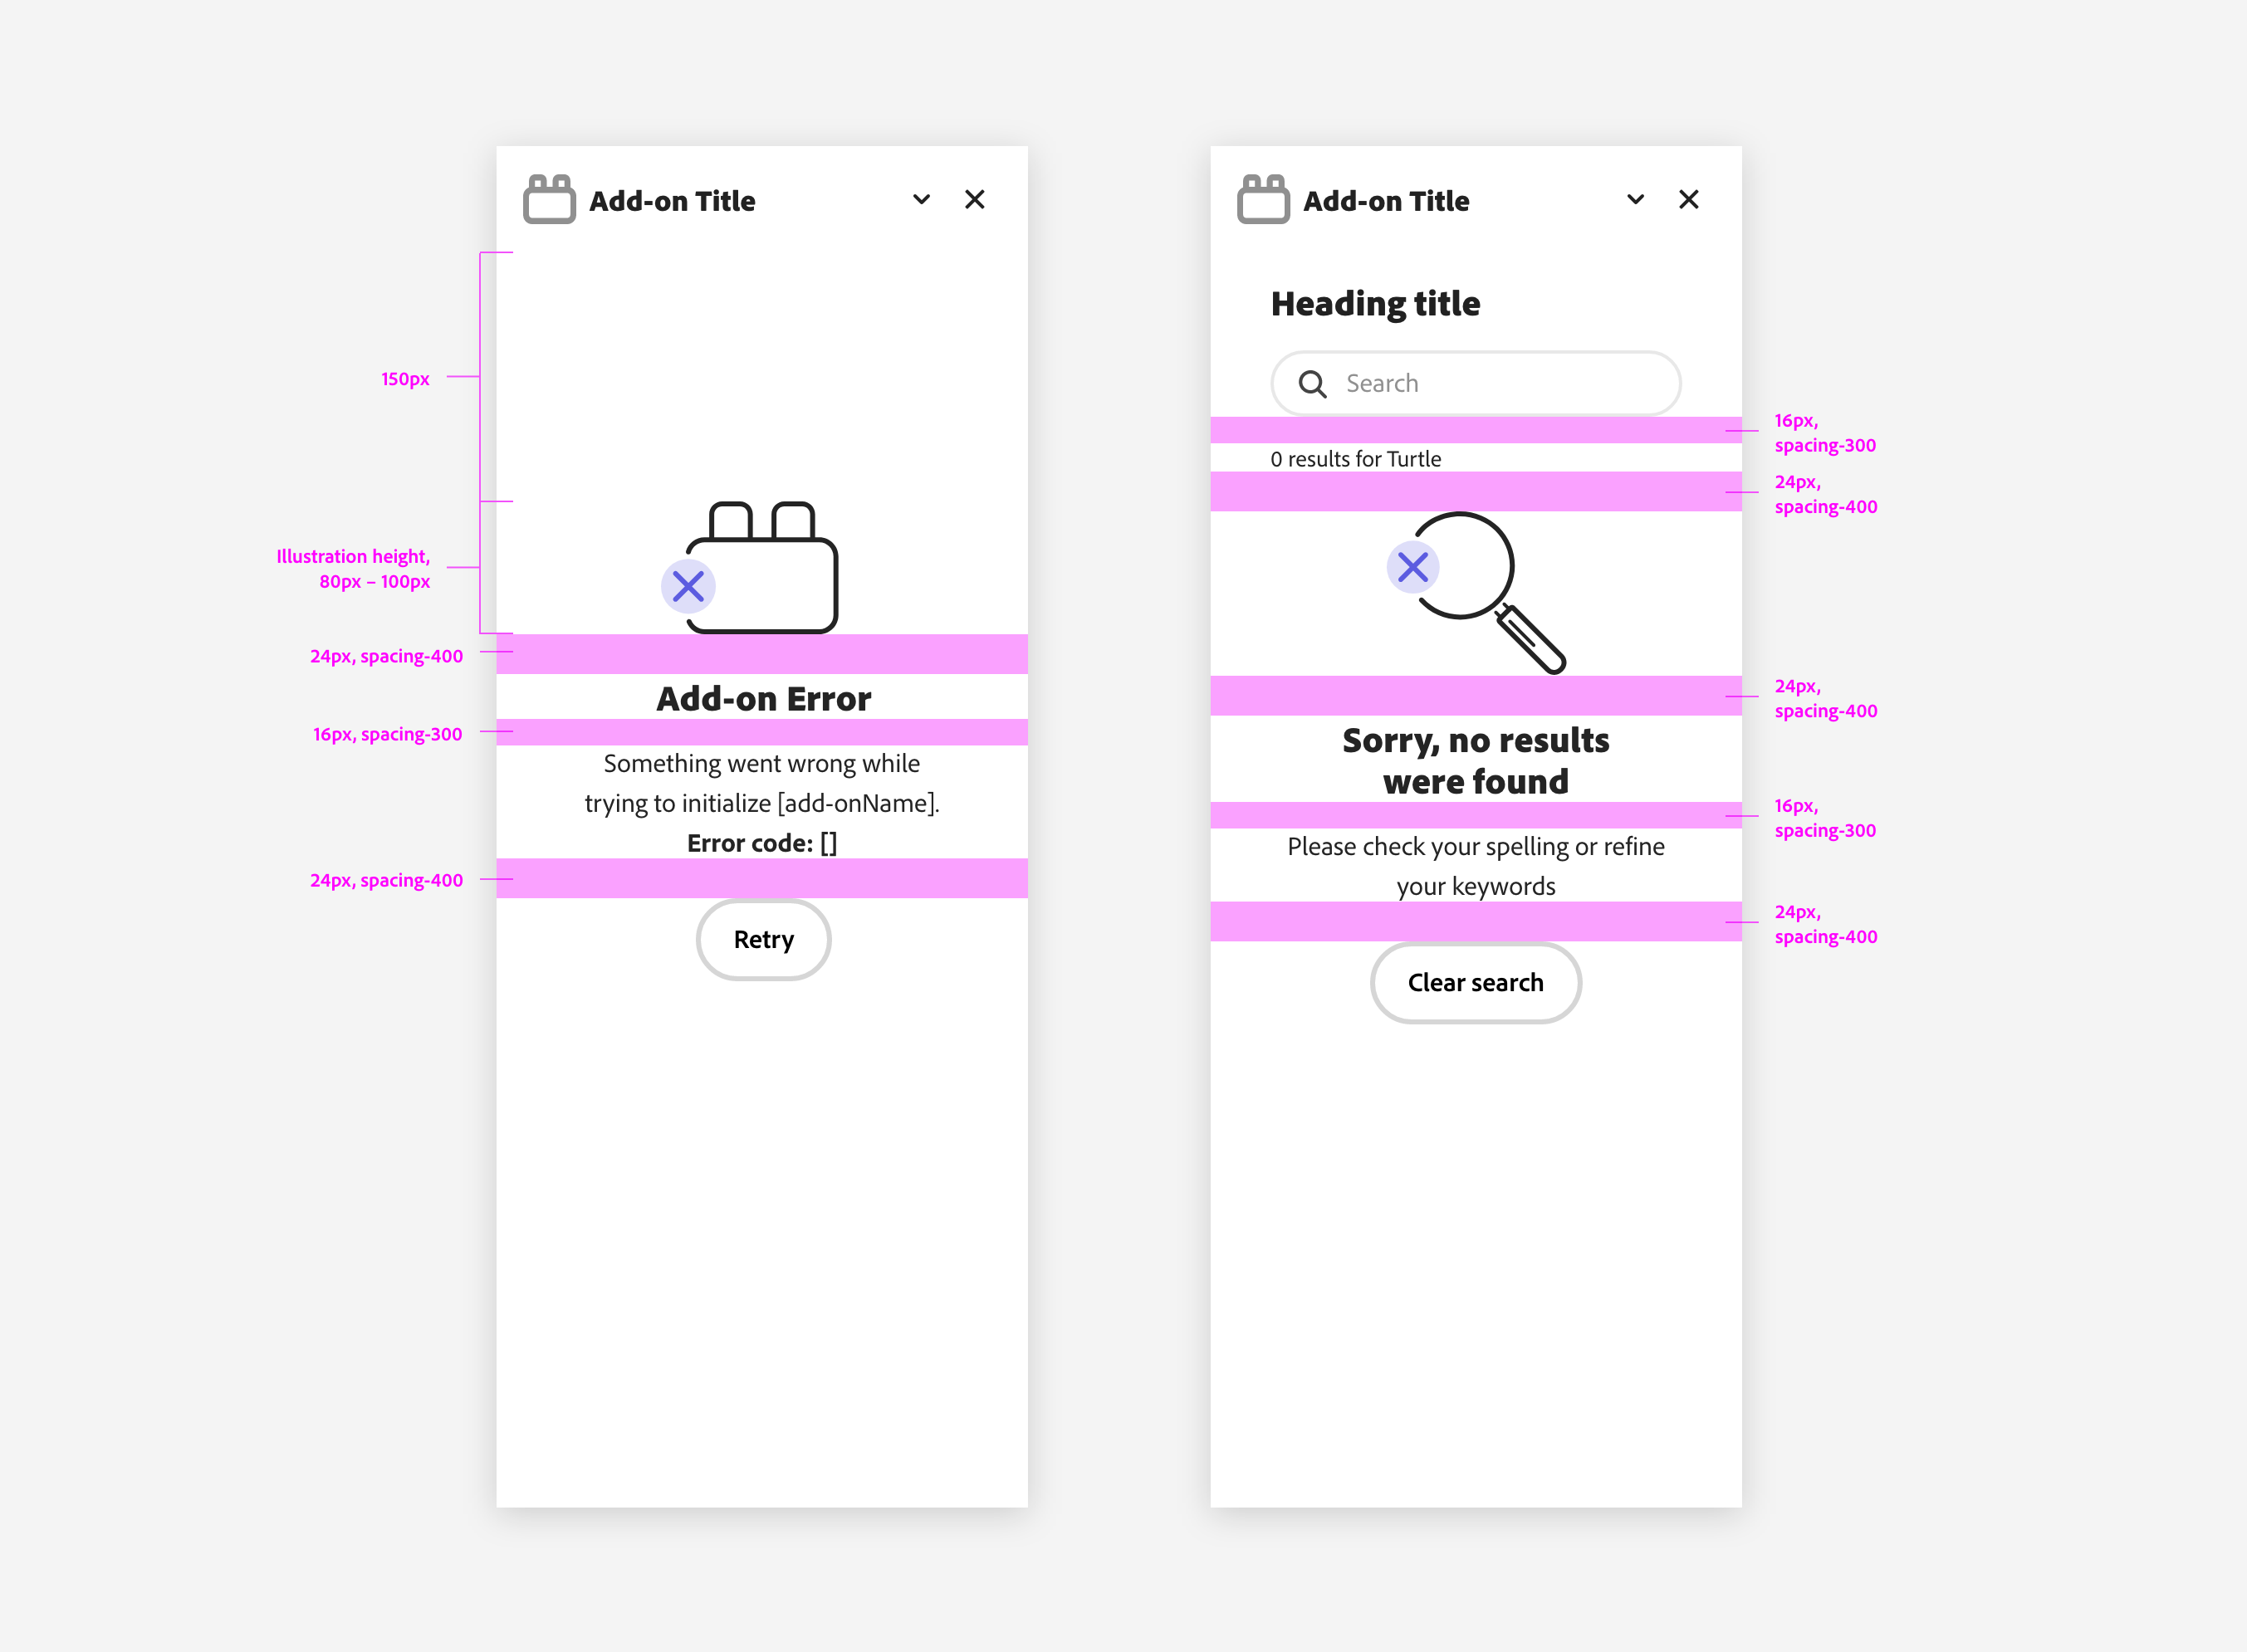 Add-on Title
150px
Illustration height,
80px – 100px
24px, spacing-400
Add-on Error
16px, spacing-300
Something went wrong while
trying to initialize [add-onName].
Error code: []
24px, spacing-400
Retry
Add-on Title
Heading title
Search
16px,
spacing-300
0 results for Turtle
24px,
spacing-400
24px,
spacing-400
Sorry, no results
were found
16px,
spacing-300
Please check your spelling or refine
your keywords
24px,
spacing-400
Clear search